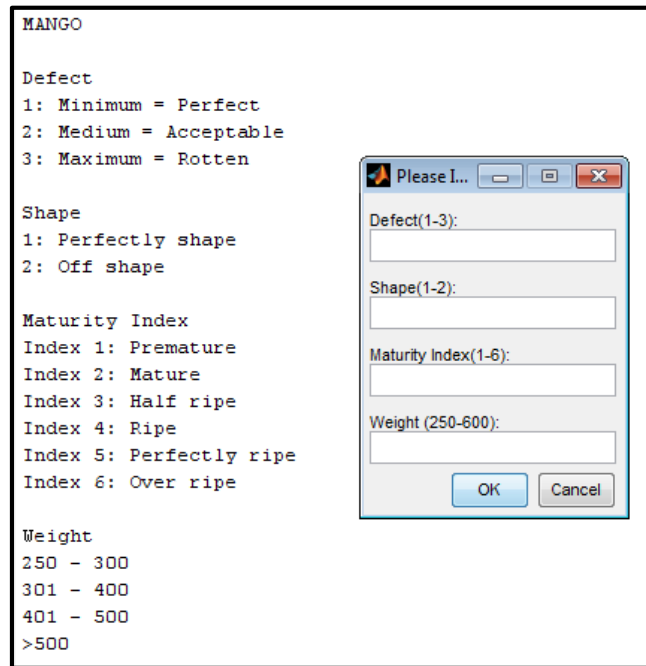 MANGO
Defect
1: Minimum = Perfect
2: Medium = Acceptable
3: Maximum = Rotten
Shape
1: Perfectly shape
2: Off shape
Maturity Index
Index 1: Premature
Index 2: Mature
Index 3: Half ripe
Index 4: Ripe
Index 5: Perfectly ripe
Index 6: Over ripe
Weight
250 - 300
301 - 400
401 - 500
>500
Please I...
Defect(1-3):
Shape(1-2):
Maturity Index(1-6):
Weight (250-600):
OK Cancel